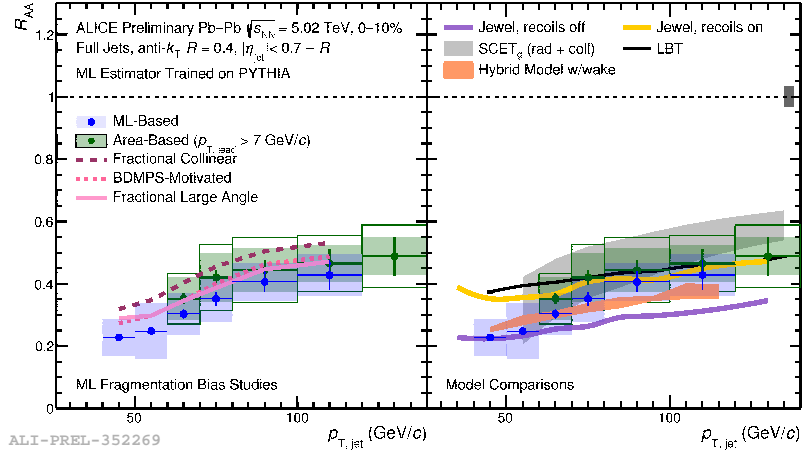 R_AA
ALICE Preliminary Pb–Pb √s_NN = 5.02 TeV, 0–10%
Full Jets, anti-k_T R = 0.4, |η_jet| < 0.7 − R
ML Estimator Trained on PYTHIA
ML-Based
Area-Based (p_T, lead > 7 GeV/c)
Fractional Collinear
BDMPS-Motivated
Fractional Large Angle
ML Fragmentation Bias Studies
1.2
1
0.8
0.6
0.4
0.2
0
50
100
p_T, jet (GeV/c)
Jewel, recoils off
Jewel, recoils on
SCET_g (rad + coll)
LBT
Hybrid Model w/wake
Model Comparisons
50
100
p_T, jet (GeV/c)
ALI-PREL-352269